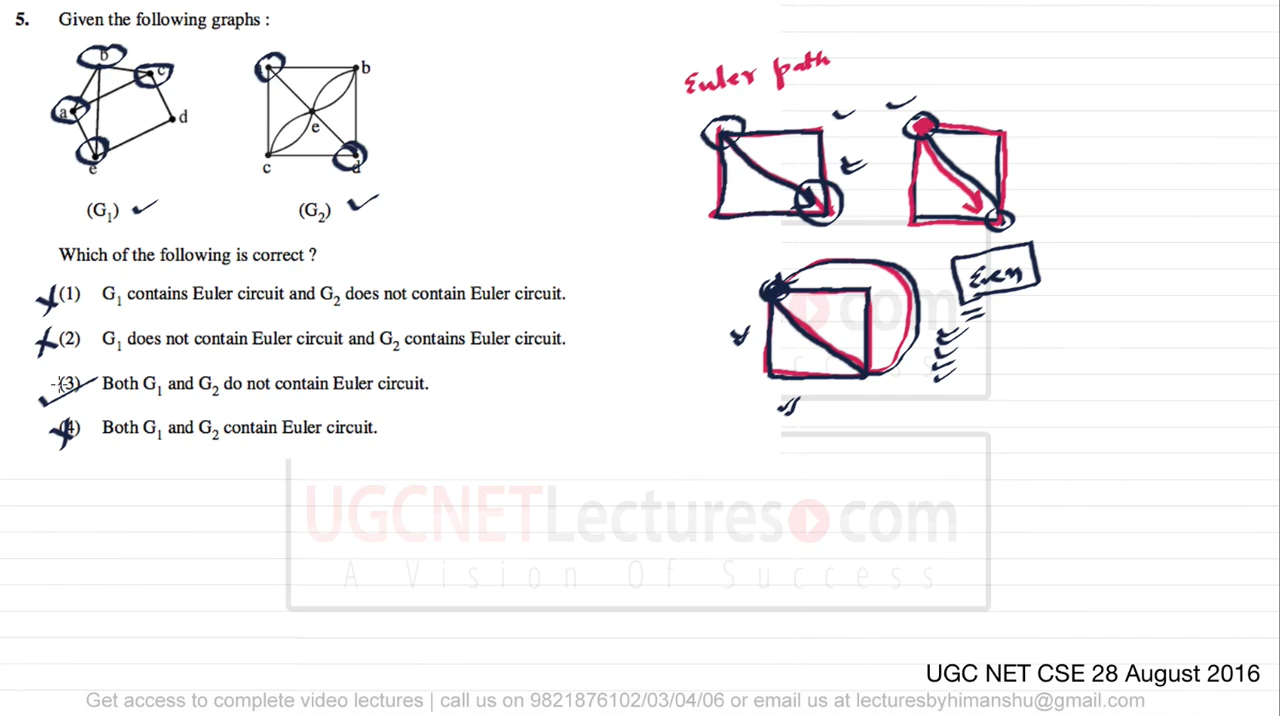 5. Given the following graphs :
b
c
a
d
e
b
e
c
d
(G1)
(G2)
Euler path
Which of the following is correct ?
(1) G1 contains Euler circuit and G2 does not contain Euler circuit.
(2) G1 does not contain Euler circuit and G2 contains Euler circuit.
(3) Both G1 and G2 do not contain Euler circuit.
(4) Both G1 and G2 contain Euler circuit.
Even
UGCNETLectures.com
A Vision Of Success
UGC NET CSE 28 August 2016
Get access to complete video lectures | call us on 9821876102/03/04/06 or email us at lecturesbyhimanshu@gmail.com